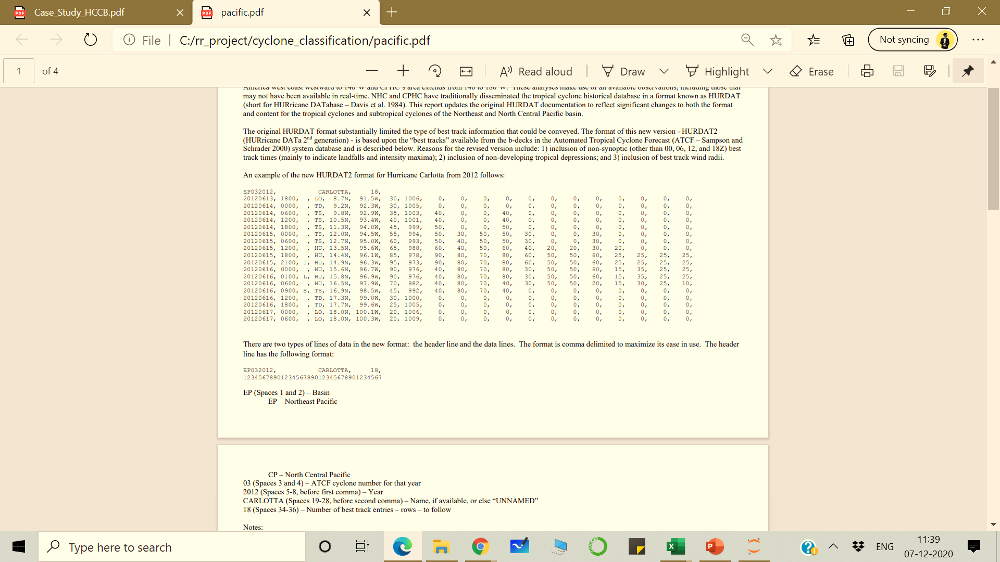 Case_Study_HCCB.pdf
pacific.pdf
File
C:/rr_project/cyclone_classification/pacific.pdf
Not syncing
1 of 4
Read aloud
Draw
Highlight
Erase
may not have been available in real-time. NHC and CPHC have traditionally disseminated the tropical cyclone historical database in a format known as HURDAT
(short for HURricane DATabase – Davis et al. 1984). This report updates the original HURDAT documentation to reflect significant changes to both the format
and content for the tropical cyclones and subtropical cyclones of the Northeast and North Central Pacific basin.
The original HURDAT format substantially limited the type of best track information that could be conveyed. The format of this new version - HURDAT2
(HURricane DATa 2nd generation) - is based upon the “best tracks” available from the b-decks in the Automated Tropical Cyclone Forecast (ATCF – Sampson and
Schrader 2000) system database and is described below. Reasons for the revised version include: 1) inclusion of non-synoptic (other than 00, 06, 12, and 18Z) best
track times (mainly to indicate landfalls and intensity maxima); 2) inclusion of non-developing tropical depressions; and 3) inclusion of best track wind radii.
An example of the new HURDAT2 format for Hurricane Carlotta from 2012 follows:
EP032012, CARLOTTA, 18,
20120613, 1800, , LO, 8.7N, 91.5W, 30, 1006, 0, 0, 0, 0, 0, 0, 0, 0, 0, 0, 0, 0,
20120614, 0000, , TD, 9.2N, 92.3W, 30, 1005, 0, 0, 0, 0, 0, 0, 0, 0, 0, 0, 0, 0,
20120614, 0600, , TS, 9.8N, 92.9W, 35, 1003, 40, 0, 0, 40, 0, 0, 0, 0, 0, 0, 0, 0,
20120614, 1200, , TS, 10.5N, 93.4W, 40, 1001, 40, 0, 0, 40, 0, 0, 0, 0, 0, 0, 0, 0,
20120614, 1800, , TS, 11.3N, 94.0W, 45, 999, 50, 0, 0, 50, 0, 0, 0, 0, 0, 0, 0, 0,
20120615, 0000, , TS, 12.0N, 94.5W, 55, 994, 50, 30, 50, 50, 30, 0, 0, 30, 0, 0, 0, 0,
20120615, 0600, , TS, 12.7N, 95.0W, 60, 993, 50, 40, 50, 50, 30, 0, 0, 30, 0, 0, 0, 0,
20120615, 1200, , HU, 13.5N, 95.6W, 65, 988, 60, 40, 50, 60, 40, 20, 20, 30, 20, 0, 0, 0,
20120615, 1800, , HU, 14.4N, 96.1W, 85, 978, 90, 80, 70, 80, 60, 50, 50, 60, 25, 25, 25, 25,
20120615, 2100, I, HU, 14.9N, 96.3W, 95, 973, 90, 80, 70, 80, 60, 50, 50, 60, 25, 25, 25, 25,
20120616, 0000, , HU, 15.6N, 96.7W, 90, 976, 40, 80, 70, 80, 30, 50, 50, 60, 15, 35, 25, 25,
20120616, 0100, L, HU, 15.8N, 96.9W, 90, 976, 40, 80, 70, 80, 30, 50, 50, 60, 15, 35, 25, 25,
20120616, 0600, , HU, 16.5N, 97.9W, 70, 982, 40, 80, 70, 40, 30, 50, 50, 20, 15, 30, 25, 10,
20120616, 0900, S, TS, 16.9N, 98.5W, 45, 992, 40, 80, 70, 40, 0, 0, 0, 0, 0, 0, 0, 0,
20120616, 1200, , TD, 17.3N, 99.0W, 30, 1000, 0, 0, 0, 0, 0, 0, 0, 0, 0, 0, 0, 0,
20120616, 1800, , TD, 17.7N, 99.6W, 25, 1005, 0, 0, 0, 0, 0, 0, 0, 0, 0, 0, 0, 0,
20120617, 0000, , LO, 18.0N, 100.1W, 20, 1006, 0, 0, 0, 0, 0, 0, 0, 0, 0, 0, 0, 0,
20120617, 0600, , LO, 18.0N, 100.3W, 20, 1009, 0, 0, 0, 0, 0, 0, 0, 0, 0, 0, 0, 0,
There are two types of lines of data in the new format: the header line and the data lines. The format is comma delimited to maximize its ease in use. The header
line has the following format:
EP032012, CARLOTTA, 18,
1234567890123456789012345678901234567
EP (Spaces 1 and 2) – Basin
EP – Northeast Pacific
CP – North Central Pacific
03 (Spaces 3 and 4) – ATCF cyclone number for that year
2012 (Spaces 5-8, before first comma) – Year
CARLOTTA (Spaces 19-28, before second comma) – Name, if available, or else “UNNAMED”
18 (Spaces 34-36) – Number of best track entries – rows – to follow
Notes:
Type here to search
ENG
11:39
07-12-2020